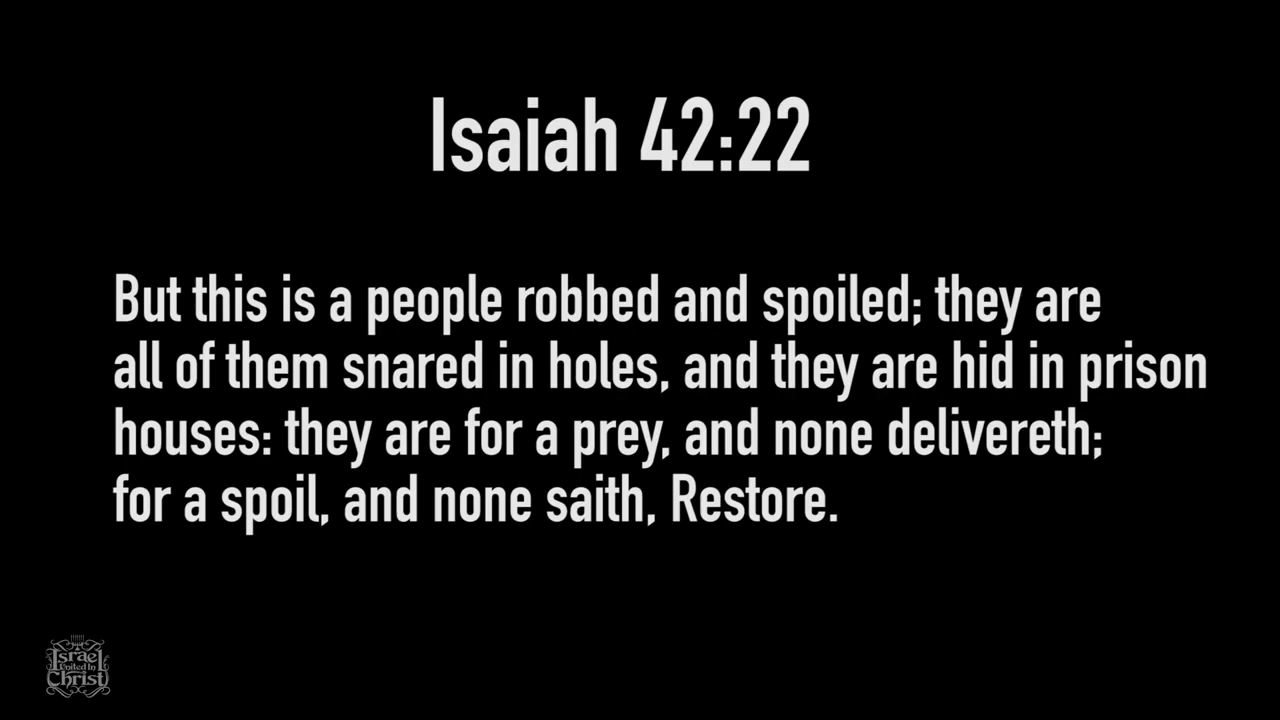 Isaiah 42:22
But this is a people robbed and spoiled; they are
all of them snared in holes, and they are hid in prison
houses: they are for a prey, and none delivereth;
for a spoil, and none saith, Restore.
Israel
United In
Christ